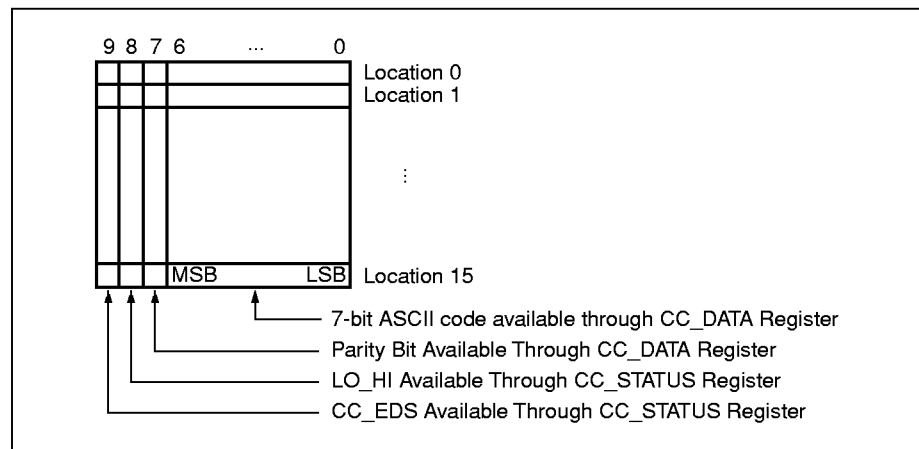 9 8 7 6 ... 0
Location 0
Location 1
⋮
MSB LSB Location 15
7-bit ASCII code available through CC_DATA Register
Parity Bit Available Through CC_DATA Register
LO_HI Available Through CC_STATUS Register
CC_EDS Available Through CC_STATUS Register